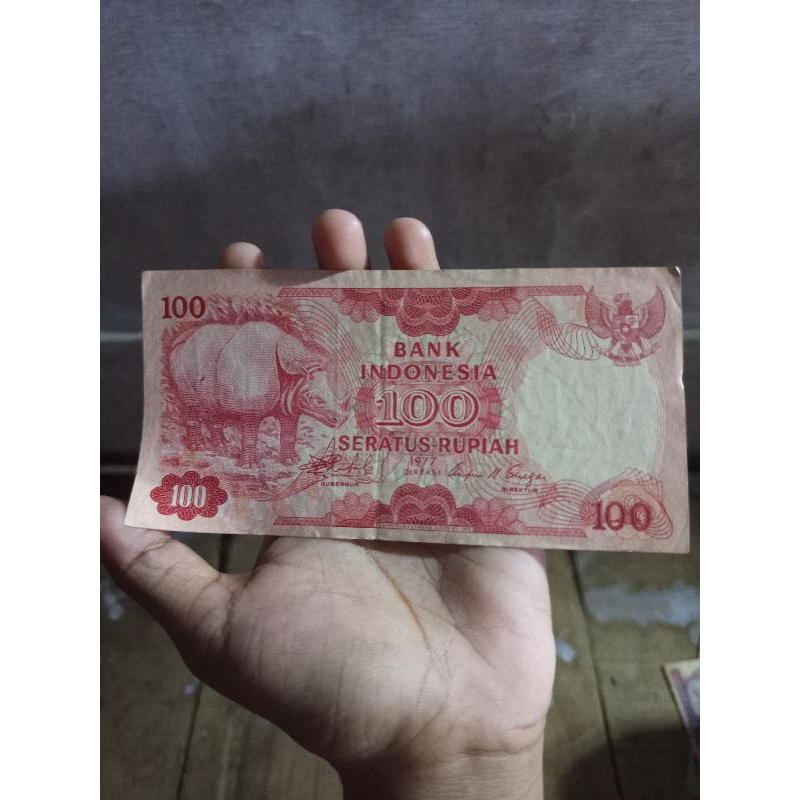 100
BANK
INDONESIA
100
SERATUS RUPIAH
1977
DIREKSI
GUBERNUR
DIREKTUR
100
100